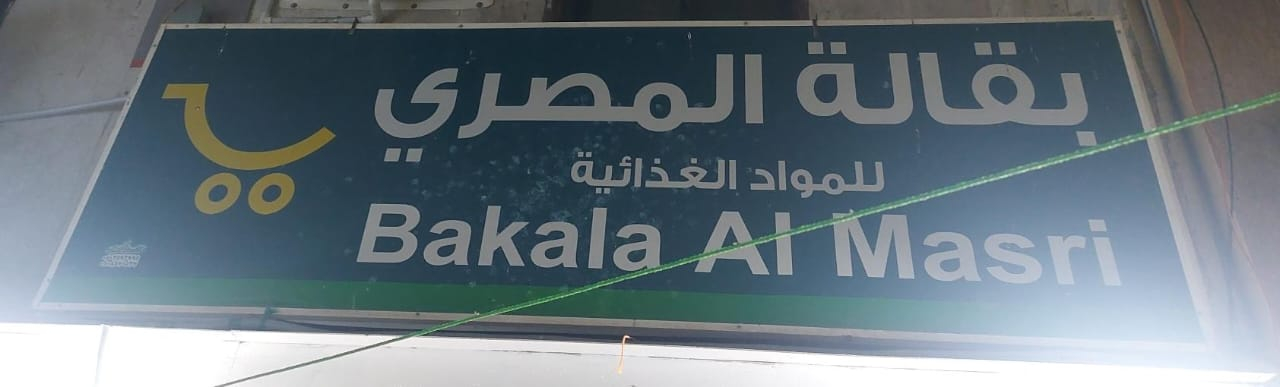 بقالة المصري
للمواد الغذائية
Bakala Al Masri